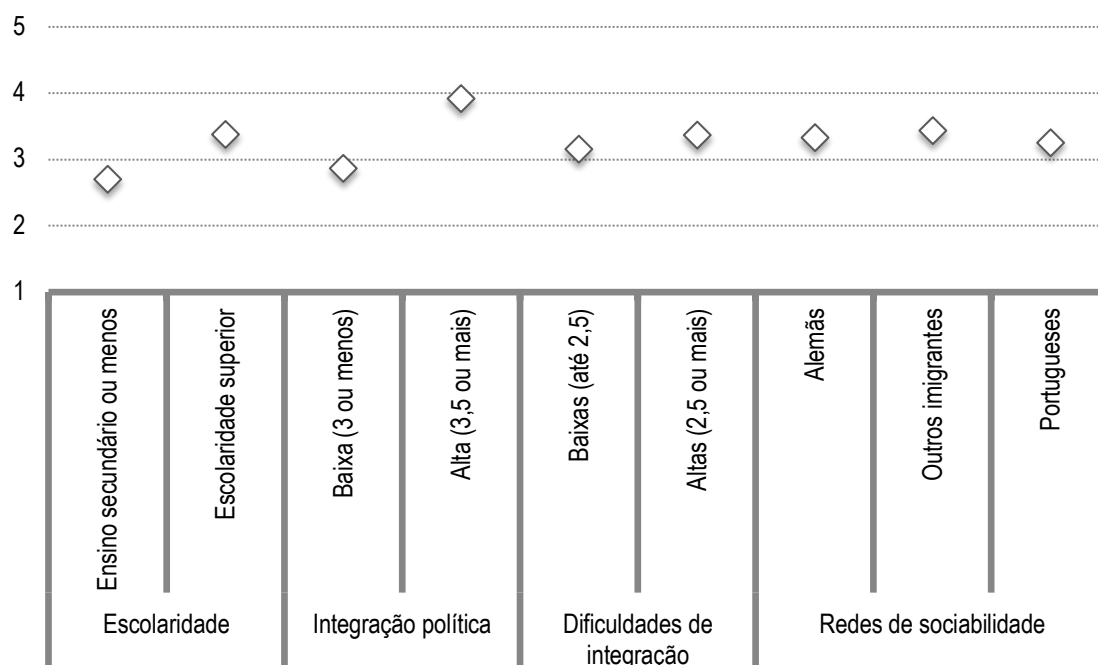 5
4
3
2
1
Ensino secundário ou menos
Escolaridade superior
Baixa (3 ou menos)
Alta (3,5 ou mais)
Baixas (até 2,5)
Altas (2,5 ou mais)
Alemãs
Outros imigrantes
Portugueses
Escolaridade
Integração política
Dificuldades de
integração
Redes de sociabilidade